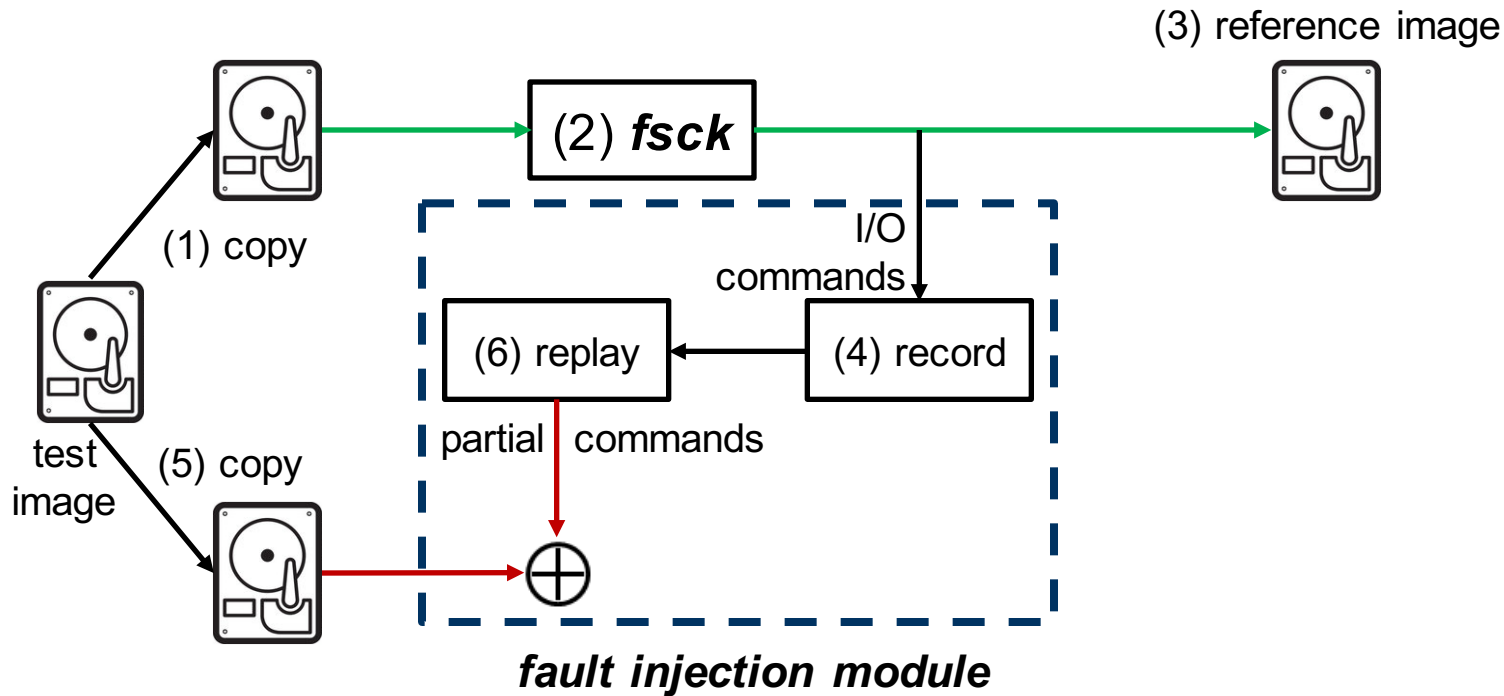 (3) reference image
(2) fsck
(1) copy
I/O
commands
(6) replay
(4) record
partial commands
test
image
(5) copy
fault injection module